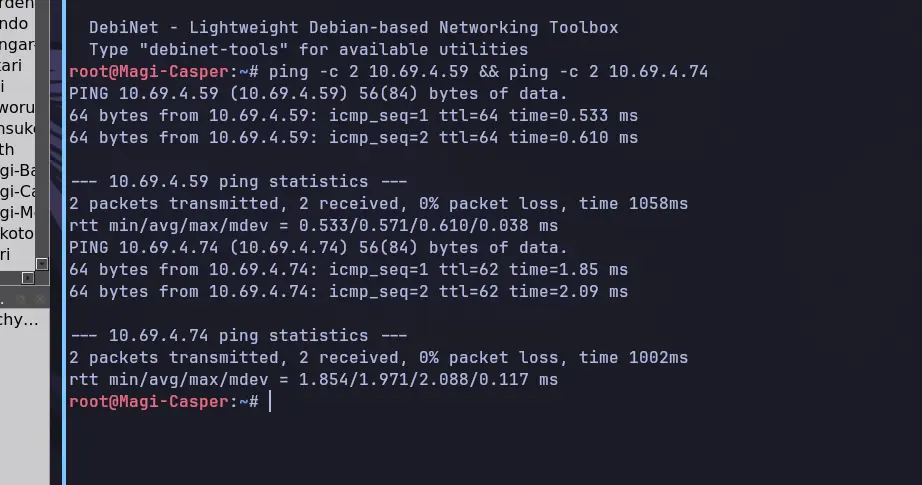 ndo
kari
DebiNet - Lightweight Debian-based Networking Toolbox
Type "debinet-tools" for available utilities
root@Magi-Casper:~# ping -c 2 10.69.4.59 && ping -c 2 10.69.4.74
PING 10.69.4.59 (10.69.4.59) 56(84) bytes of data.
64 bytes from 10.69.4.59: icmp_seq=1 ttl=64 time=0.533 ms
64 bytes from 10.69.4.59: icmp_seq=2 ttl=64 time=0.610 ms
--- 10.69.4.59 ping statistics ---
2 packets transmitted, 2 received, 0% packet loss, time 1058ms
rtt min/avg/max/mdev = 0.533/0.571/0.610/0.038 ms
PING 10.69.4.74 (10.69.4.74) 56(84) bytes of data.
64 bytes from 10.69.4.74: icmp_seq=1 ttl=62 time=1.85 ms
64 bytes from 10.69.4.74: icmp_seq=2 ttl=62 time=2.09 ms
--- 10.69.4.74 ping statistics ---
2 packets transmitted, 2 received, 0% packet loss, time 1002ms
rtt min/avg/max/mdev = 1.854/1.971/2.088/0.117 ms
root@Magi-Casper:~#
koto
chy...